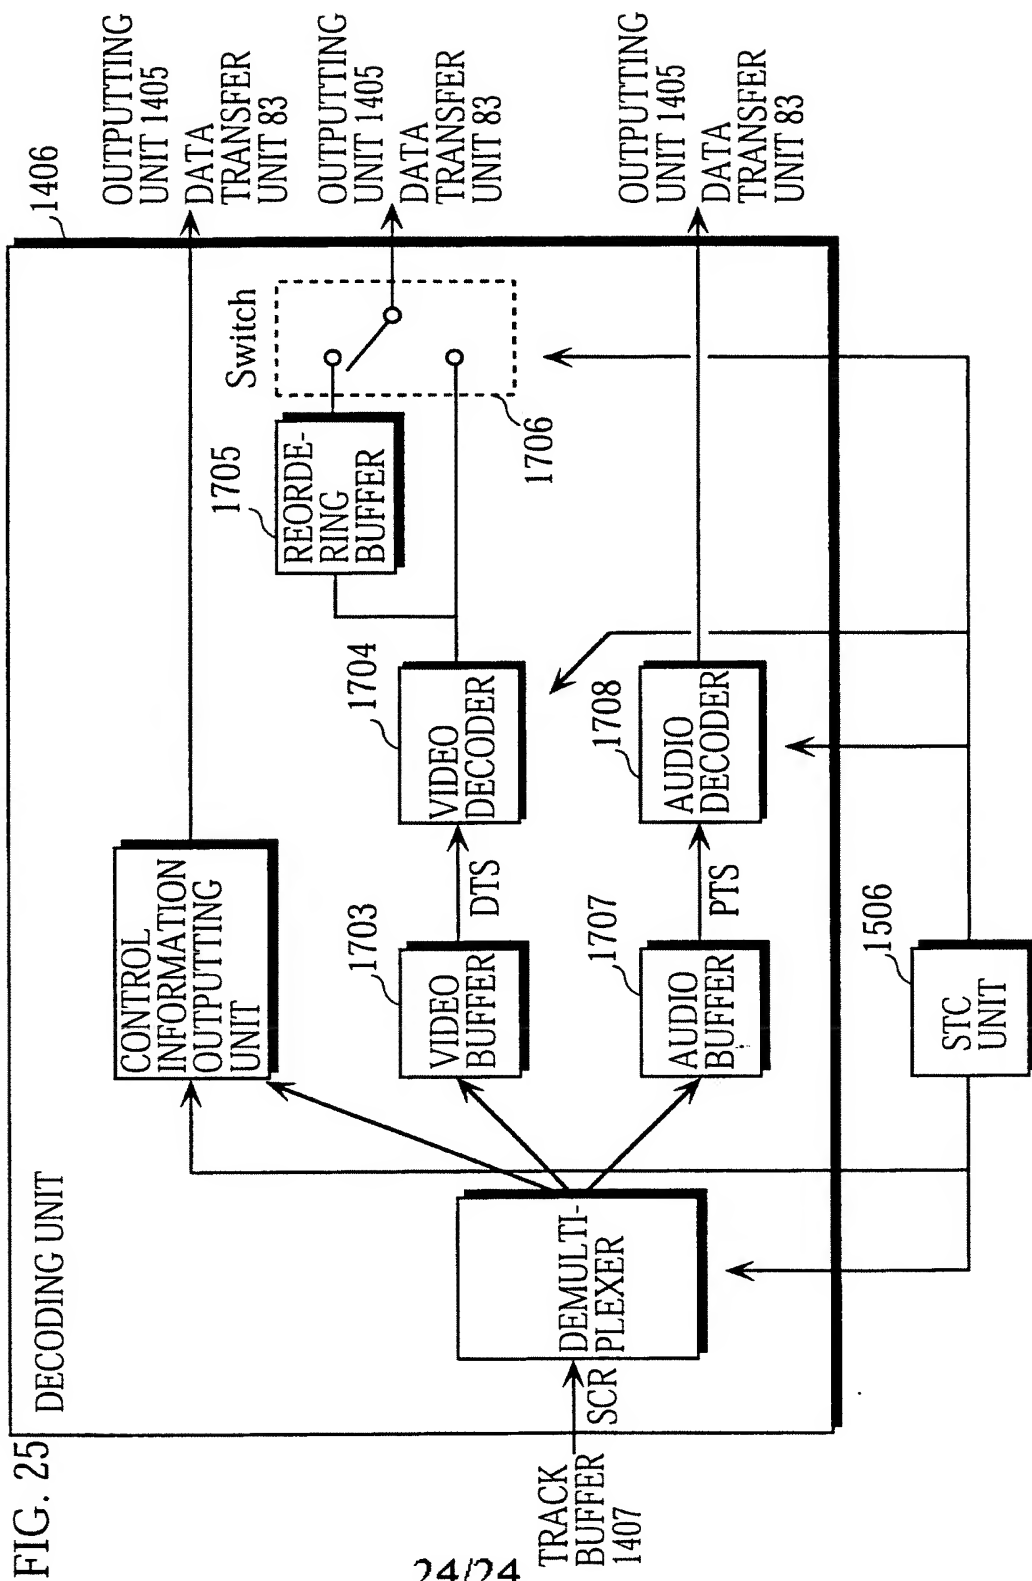 FIG. 25
DECODING UNIT
1406
TRACK
BUFFER
1407
SCR
DEMULTI-
PLEXER
CONTROL
INFORMATION
OUTPUTTING
UNIT
OUTPUTTING
UNIT 1405
DATA
TRANSFER
UNIT 83
1703
VIDEO
BUFFER
DTS
1704
VIDEO
DECODER
1705
REORDE-
RING
BUFFER
Switch
1706
OUTPUTTING
UNIT 1405
DATA
TRANSFER
UNIT 83
1707
AUDIO
BUFFER
PTS
1708
AUDIO
DECODER
OUTPUTTING
UNIT 1405
DATA
TRANSFER
UNIT 83
1506
STC
UNIT
24/24